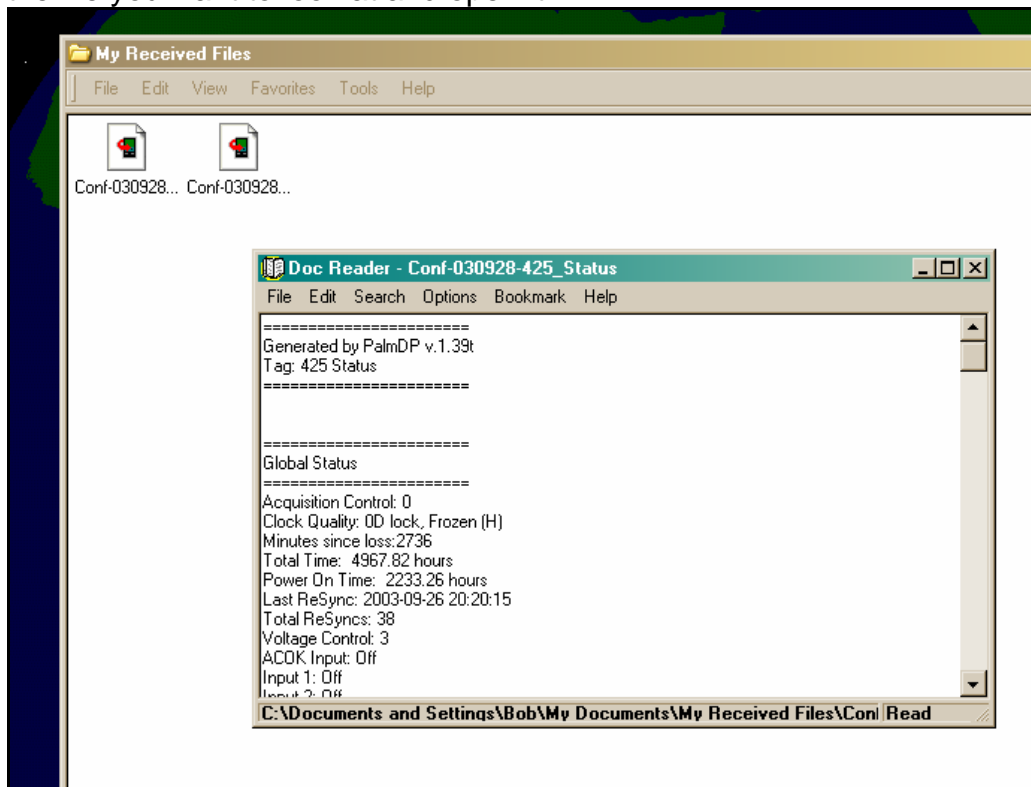 My Received Files
File Edit View Favorites Tools Help
Conf-030928... Conf-030928...
Doc Reader - Conf-030928-425_Status
File Edit Search Options Bookmark Help
=======================
Generated by PalmDP v.1.39t
Tag: 425 Status
=======================
=======================
Global Status
=======================
Acquisition Control: 0
Clock Quality: 0D lock, Frozen (H)
Minutes since loss:2736
Total Time:  4967.82 hours
Power On Time:  2233.26 hours
Last ReSync: 2003-09-26 20:20:15
Total ReSyncs: 38
Voltage Control: 3
ACOK Input: Off
Input 1: Off
Input 2: Off
C:\Documents and Settings\Bob\My Documents\My Received Files\Con Read